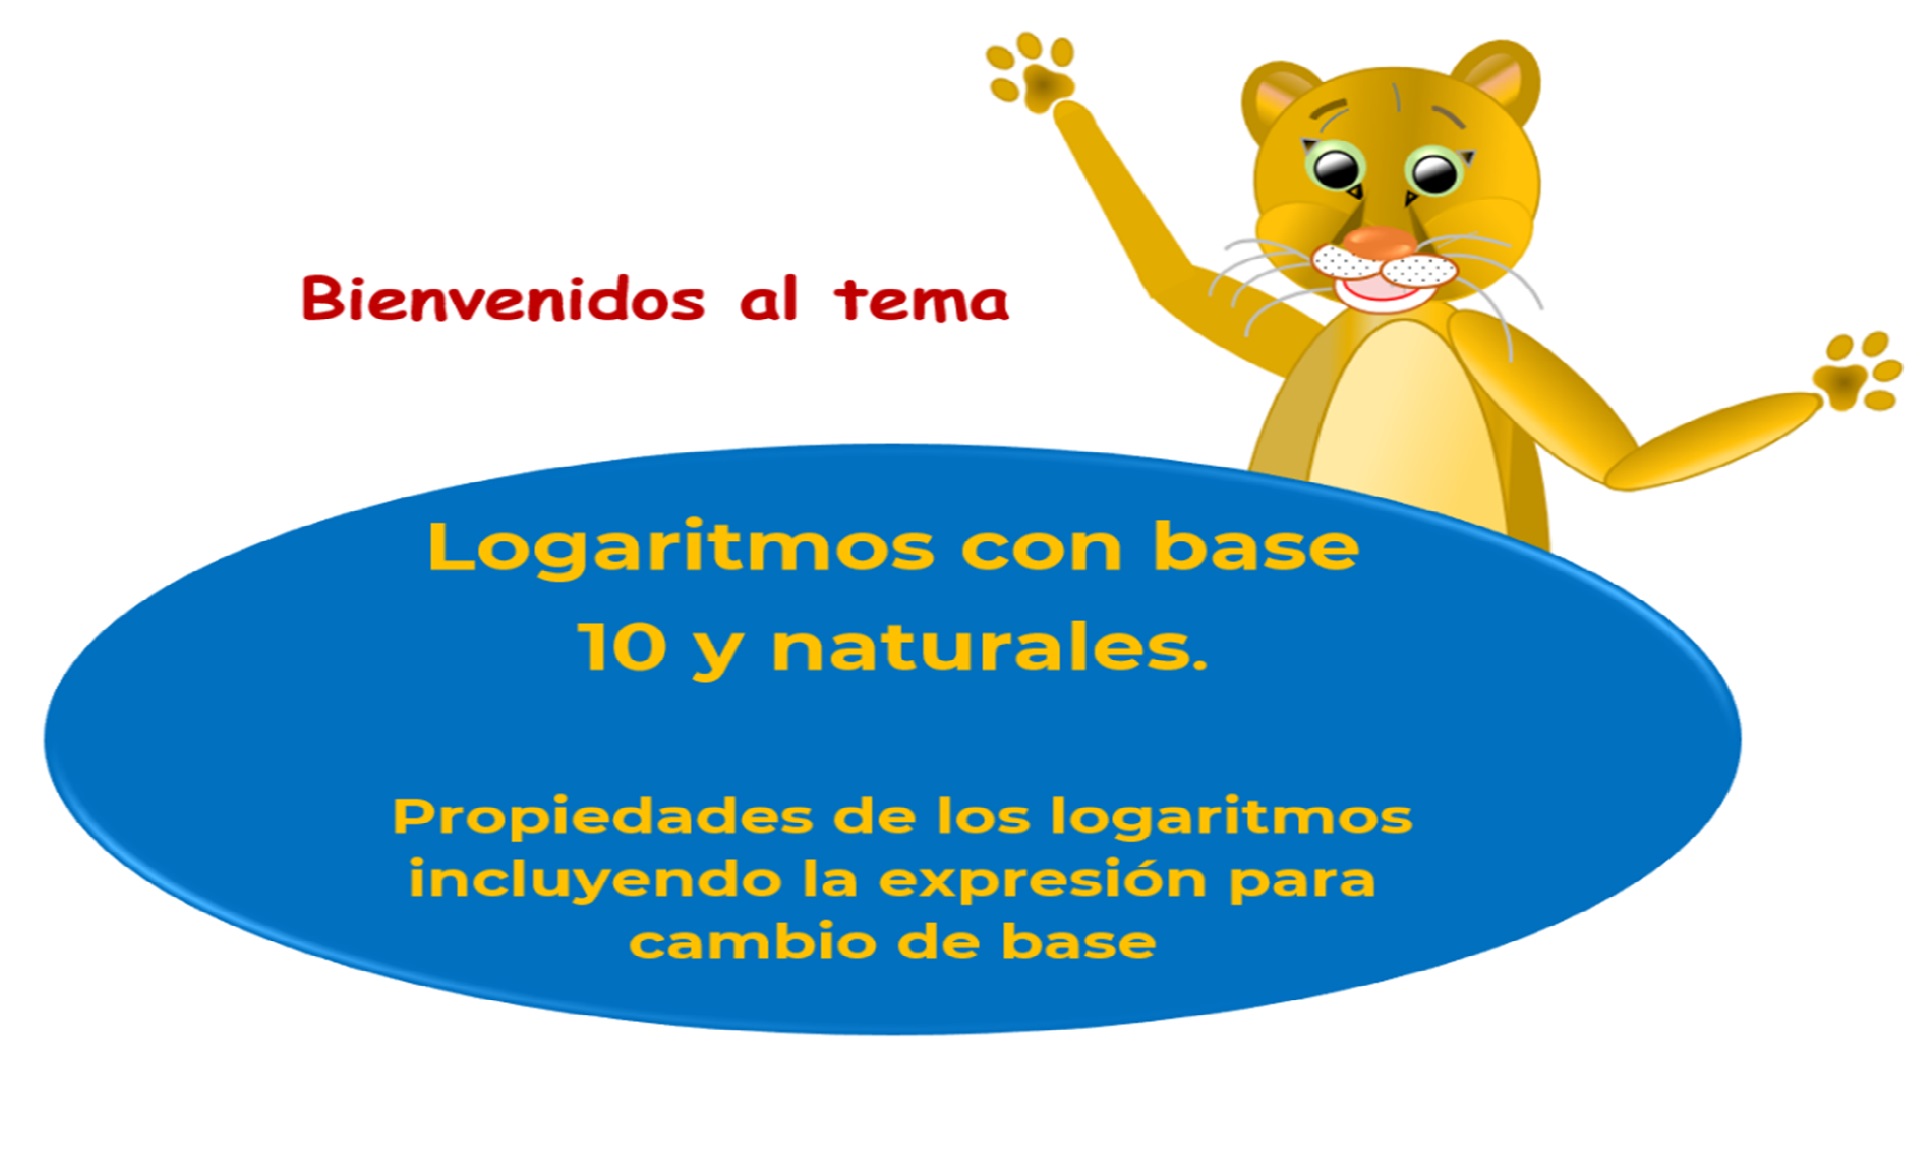 Bienvenidos al tema
Logaritmos con base
10 y naturales.
Propiedades de los logaritmos
incluyendo la expresión para
cambio de base